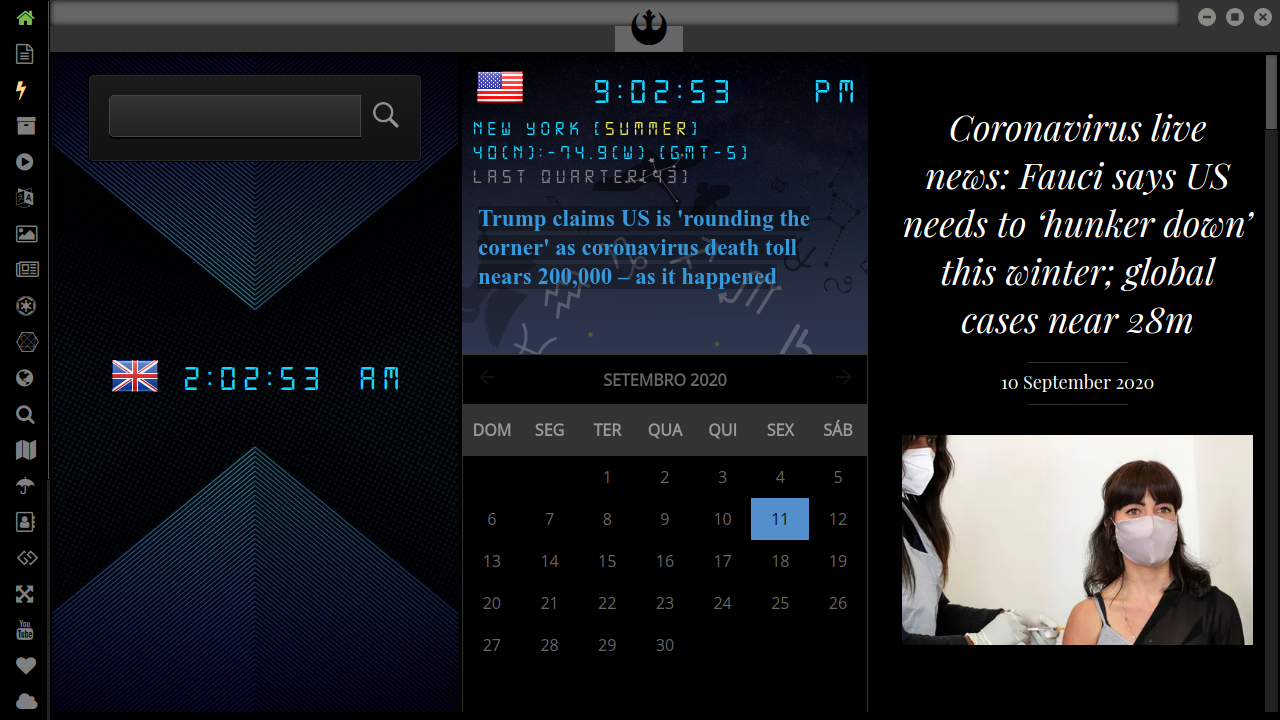 9:02:53 PM
NEW YORK (SUMMER)
40(N):-74.9(W) (GMT-5)
LAST QUARTER(43)
Trump claims US is 'rounding the
corner' as coronavirus death toll
nears 200,000 – as it happened
2:02:53 AM
SETEMBRO 2020
DOM SEG TER QUA QUI SEX SÁB
1 2 3 4 5
6 7 8 9 10 11 12
13 14 15 16 17 18 19
20 21 22 23 24 25 26
27 28 29 30
Coronavirus live
news: Fauci says US
needs to ‘hunker down’
this winter; global
cases near 28m
10 September 2020
You
Tube